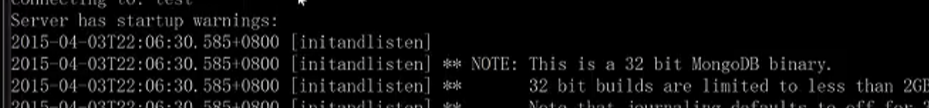 connecting to: test
Server has startup warnings:
2015-04-03T22:06:30.585+0800 [initandlisten]
2015-04-03T22:06:30.585+0800 [initandlisten] ** NOTE: This is a 32 bit MongoDB binary.
2015-04-03T22:06:30.585+0800 [initandlisten] **       32 bit builds are limited to less than 2GB
2015-04-03T22:06:30.585+0800 [initandlisten] **       Note that journaling defaults to off for